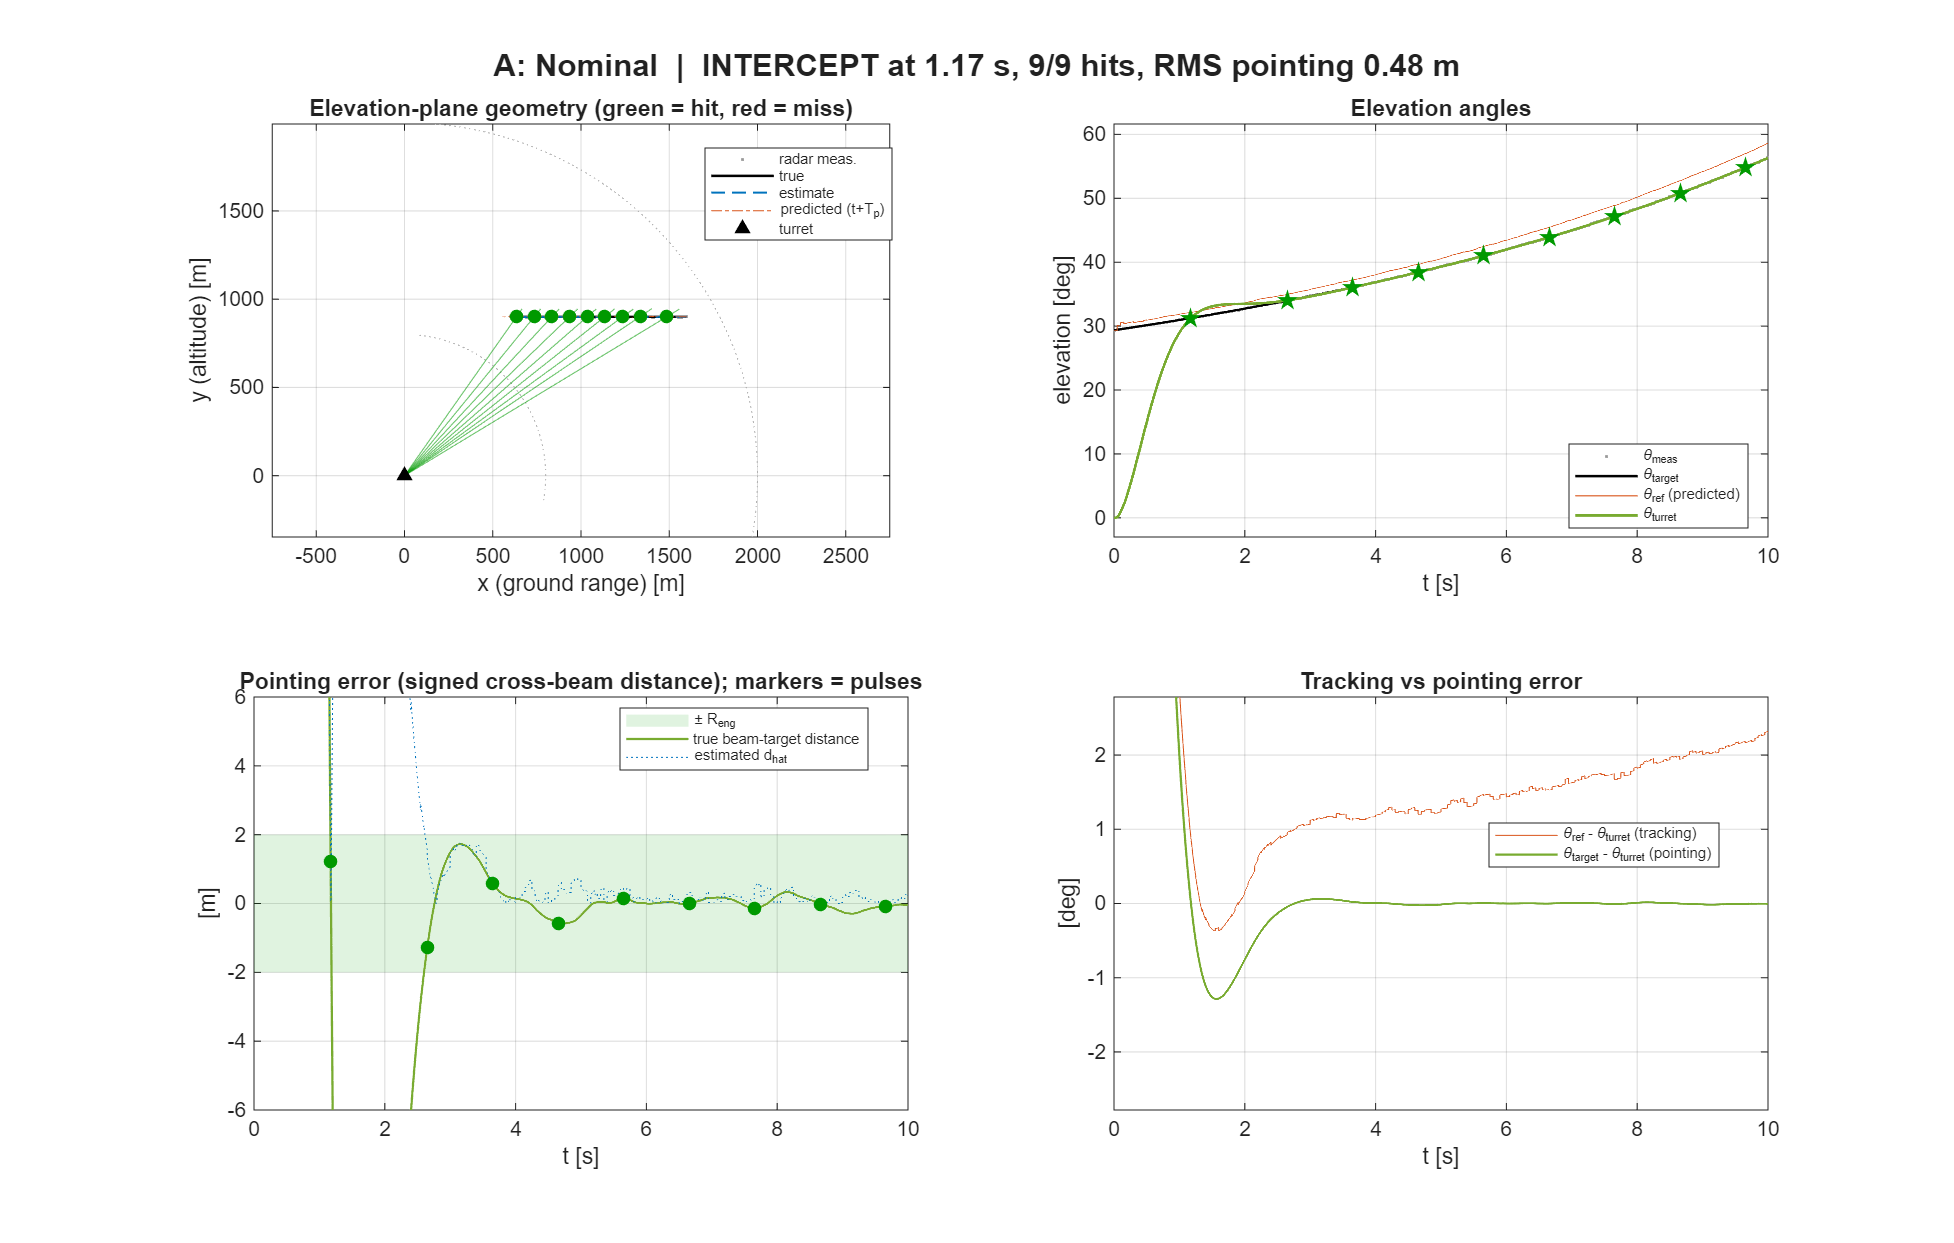 A: Nominal | INTERCEPT at 1.17 s, 9/9 hits, RMS pointing 0.48 m
Elevation-plane geometry (green = hit, red = miss)
radar meas.
true
estimate
predicted (t+Tp)
turret
1500
1000
500
0
y (altitude) [m]
-500 0 500 1000 1500 2000 2500
x (ground range) [m]
Elevation angles
60
50
40
30
20
10
0
elevation [deg]
θmeas
θtarget
θref (predicted)
θturret
0 2 4 6 8 10
t [s]
Pointing error (signed cross-beam distance); markers = pulses
6
4
2
0
-2
-4
-6
[m]
± Reng
true beam-target distance
estimated dhat
0 2 4 6 8 10
t [s]
Tracking vs pointing error
2
1
0
-1
-2
[deg]
θref - θturret (tracking)
θtarget - θturret (pointing)
0 2 4 6 8 10
t [s]